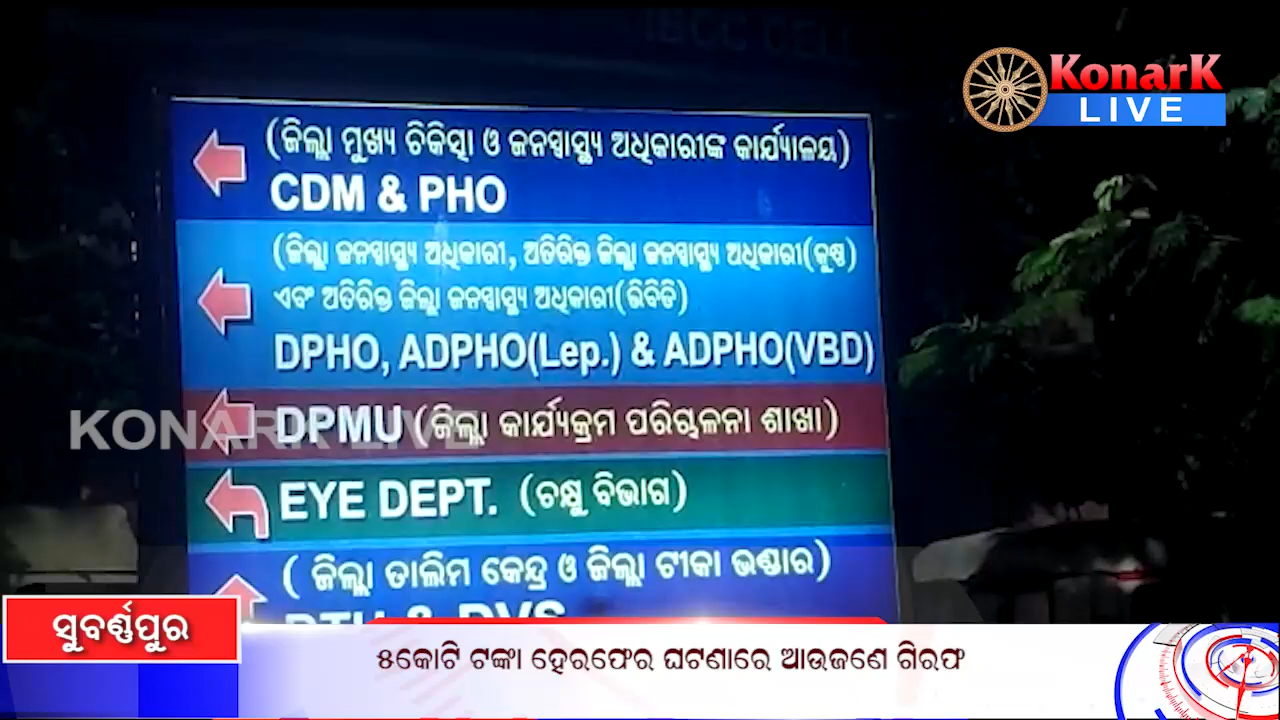 KonarK
LIVE
(ଜିଲ୍ଲା ମୁଖ୍ୟ ଚିକିତ୍ସା ଓ ଜନସ୍ୱାସ୍ଥ୍ୟ ଅଧିକାରୀଙ୍କ କାର୍ଯ୍ୟାଳୟ)
CDM & PHO
(ଜିଲ୍ଲା ଜନସ୍ୱାସ୍ଥ୍ୟ ଅଧିକାରୀ, ଅତିରିକ୍ତ ଜିଲ୍ଲା ଜନସ୍ୱାସ୍ଥ୍ୟ ଅଧିକାରୀ(କୁଷ୍ଠ)
ଏବଂ ଅତିରିକ୍ତ ଜିଲ୍ଲା ଜନସ୍ୱାସ୍ଥ୍ୟ ଅଧିକାରୀ(ଭିବିଡି)
DPHO, ADPHO(Lep.) & ADPHO(VBD)
DPMU (ଜିଲ୍ଲା କାର୍ଯ୍ୟକ୍ରମ ପରିଚାଳନା ଶାଖା)
KONARK LIVE
EYE DEPT. (ଚକ୍ଷୁ ବିଭାଗ)
( ଜିଲ୍ଲା ତାଲିମ କେନ୍ଦ୍ର ଓ ଜିଲ୍ଲା ଟୀକା ଭଣ୍ଡାର)
ସୁବର୍ଣ୍ଣପୁର
୫କୋଟି ଟଙ୍କା ହେରଫେର ଘଟଣାରେ ଆଉଜଣେ ଗିରଫ